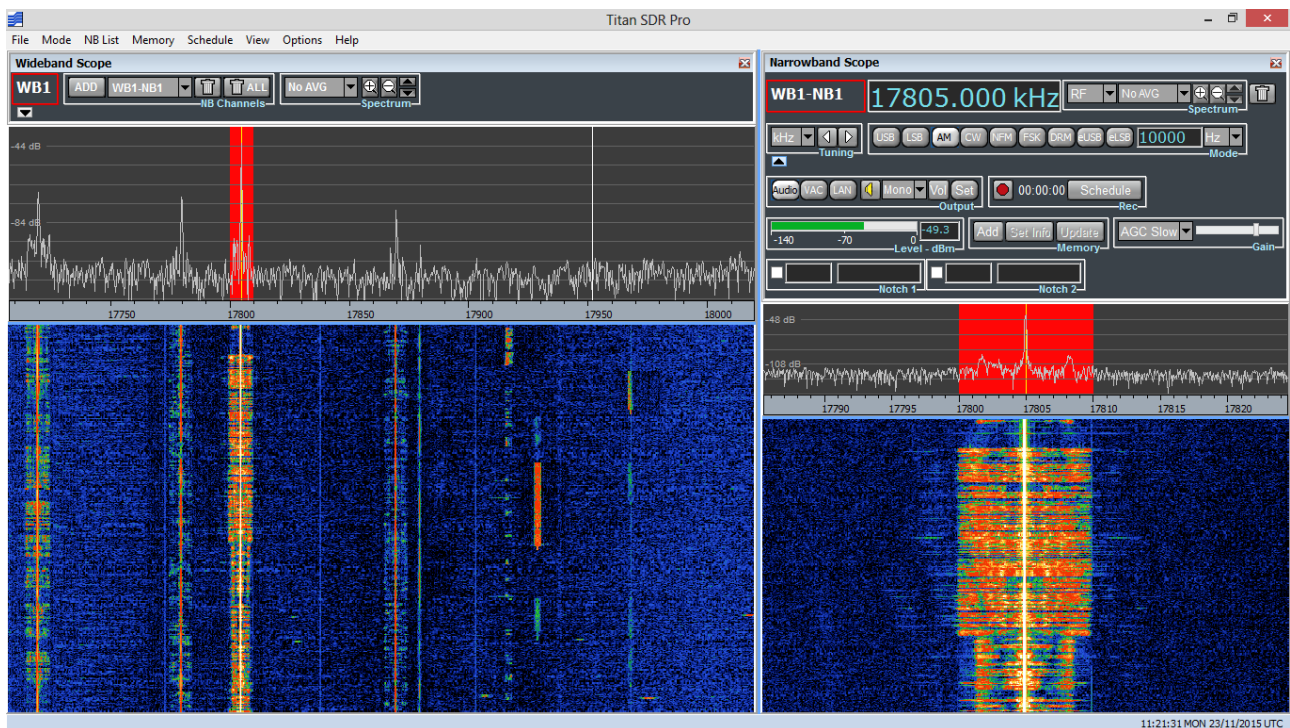 Titan SDR Pro
File Mode NB List Memory Schedule View Options Help
Wideband Scope
WB1 ADD WB1-NB1 ALL No AVG
NB Channels Spectrum
-44 dB
-84 dB
17750 17800 17850 17900 17950 18000
Narrowband Scope
WB1-NB1 17805.000 kHz RF No AVG
Spectrum
kHz USB LSB AM CW NFM FSK DRM eUSB eLSB 10000 Hz
Tuning Mode
Audio VAC LAN Mono Vol Set 00:00:00 Schedule
Output Rec
-49.3 Add Set Info Update AGC Slow
-140 -70 0 Level - dBm Memory Gain
Notch 1 Notch 2
-48 dB
-108 dB
17790 17795 17800 17805 17810 17815 17820
11:21:31 MON 23/11/2015 UTC